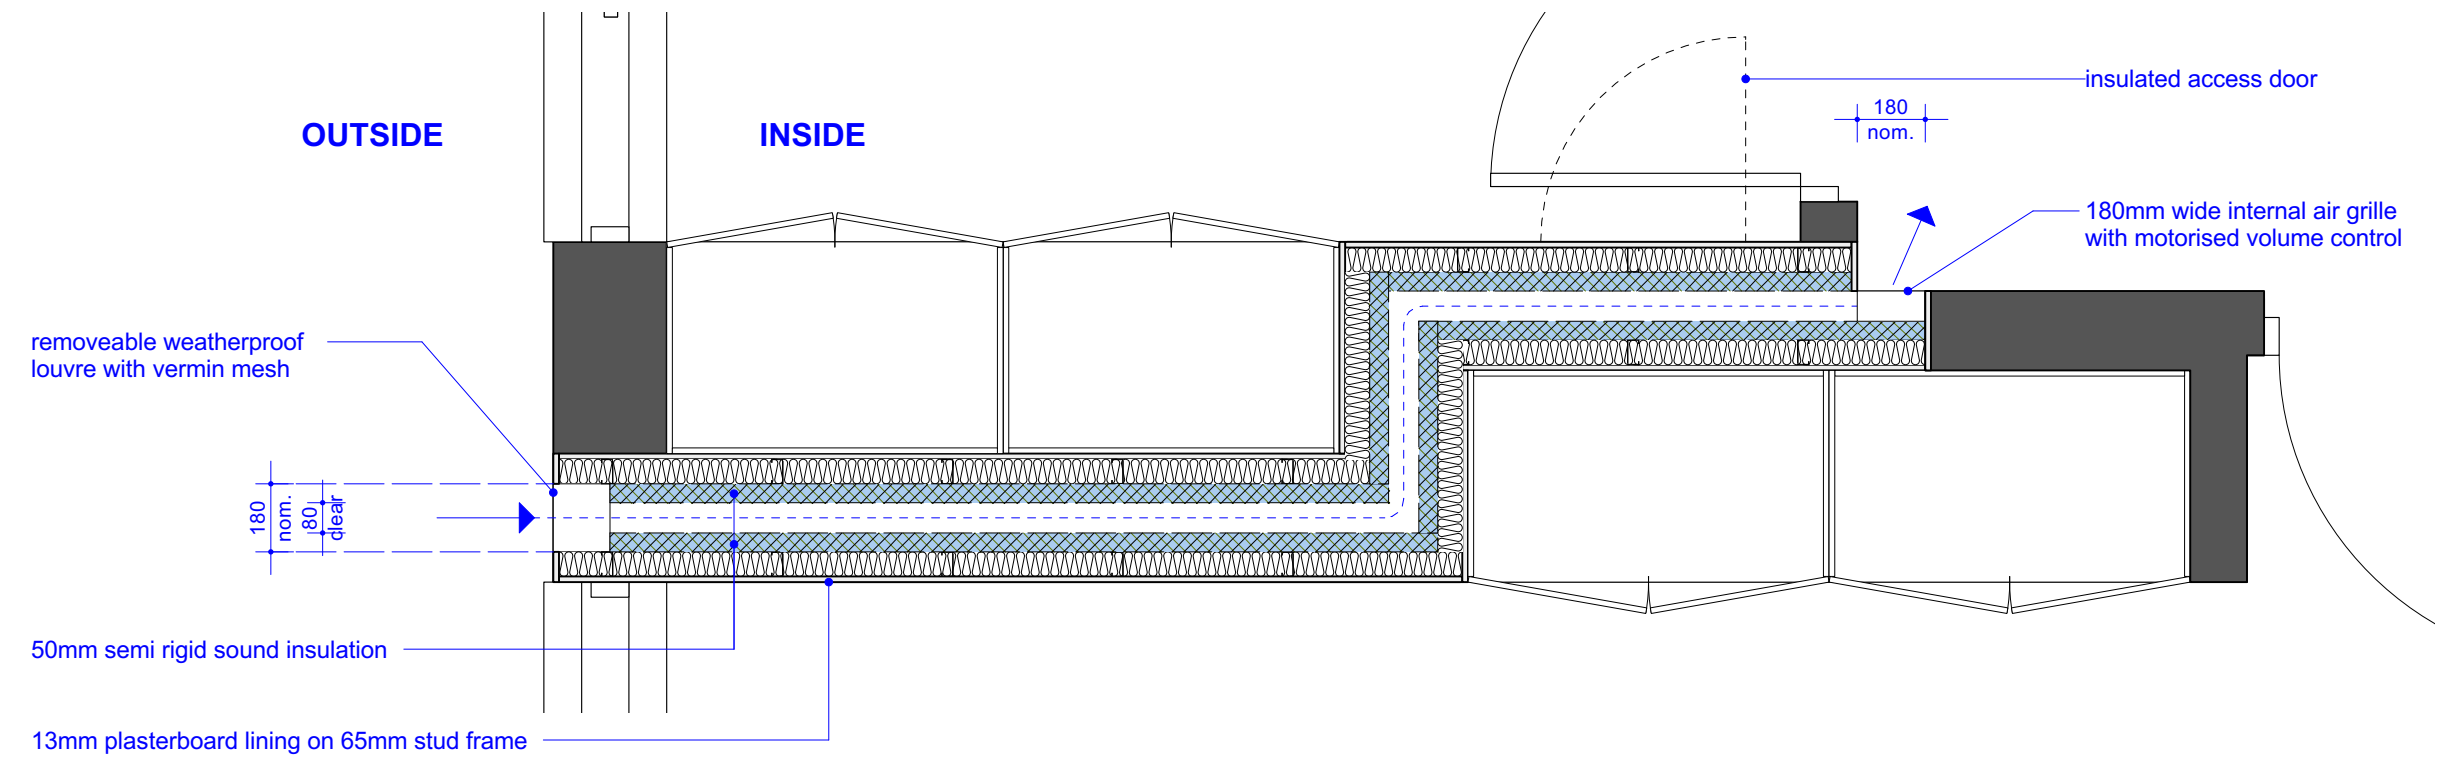 OUTSIDE
INSIDE
insulated access door
180
nom.
180mm wide internal air grille
with motorised volume control
removeable weatherproof
louvre with vermin mesh
180
nom.
80
clear
50mm semi rigid sound insulation
13mm plasterboard lining on 65mm stud frame